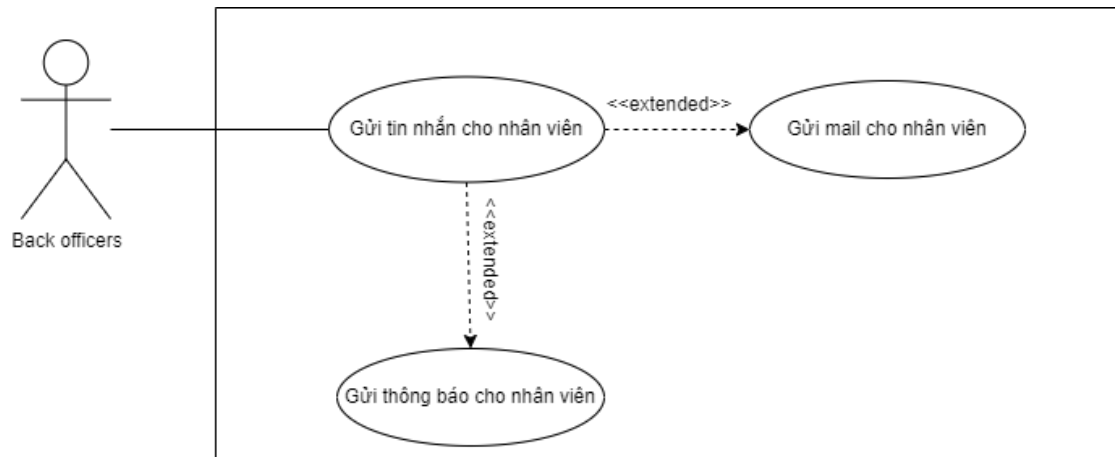 <<extended>>
Gửi tin nhắn cho nhân viên
Gửi mail cho nhân viên
<<extended>>
Back officers
Gửi thông báo cho nhân viên